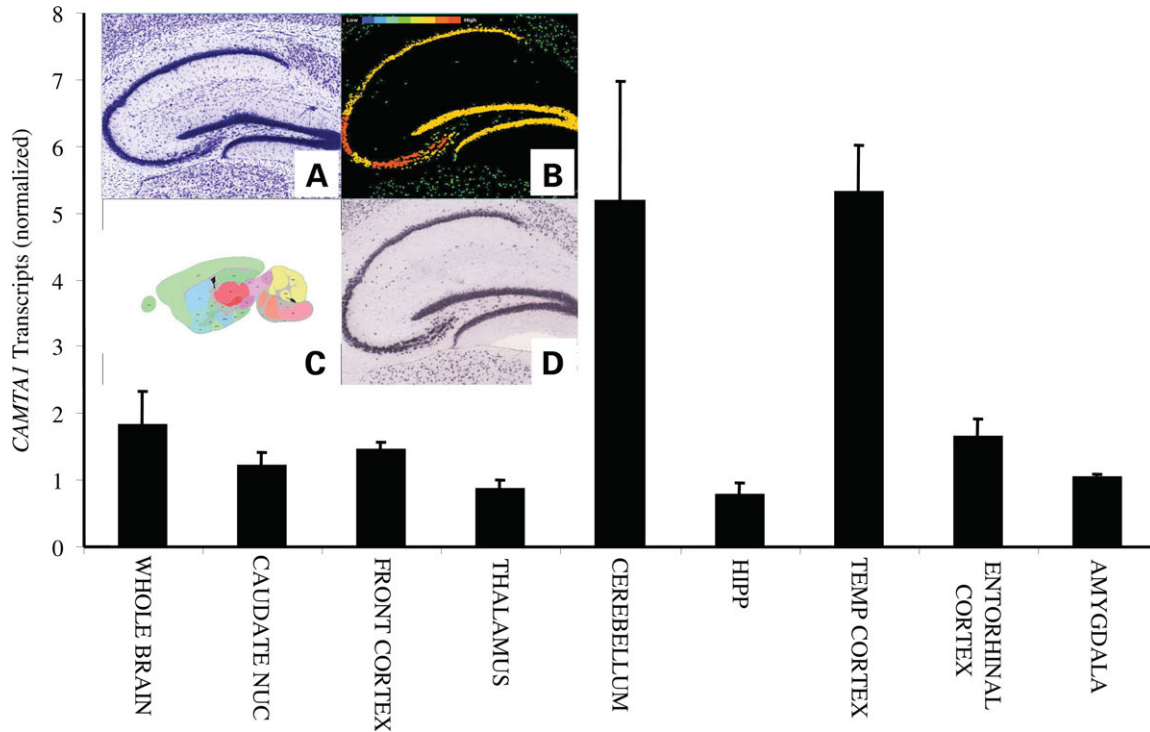 8
7
6
5
4
3
2
1
0
CAMTA1 Transcripts (normalized)
Low
High
A
B
C
D
WHOLE BRAIN
CAUDATE NUC
FRONT CORTEX
THALAMUS
CEREBELLUM
HIPP
TEMP CORTEX
ENTORHINAL
CORTEX
AMYGDALA